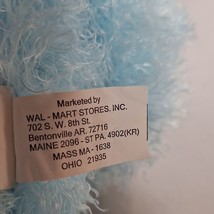 Marketed by
WAL - MART STORES. INC.
702 S. W. 8th St.
Bentonville AR. 72716
MAINE 2096 - ST PA. 4902(KR)
MASS MA - 1638
OHIO 21935